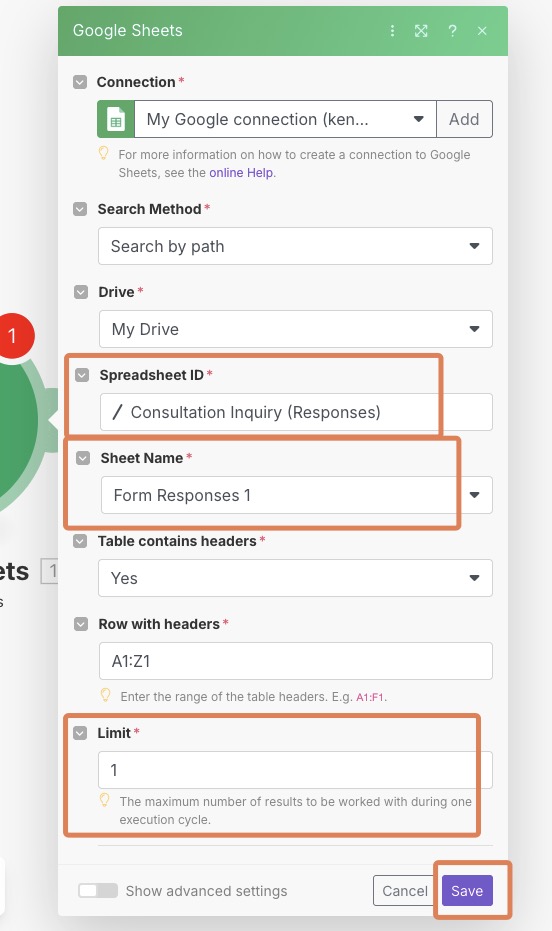 Google Sheets
Connection *
My Google connection (ken...
Add
For more information on how to create a connection to Google
Sheets, see the online Help.
Search Method *
Search by path
Drive *
My Drive
1
Spreadsheet ID *
/ Consultation Inquiry (Responses)
Sheet Name *
Form Responses 1
Table contains headers *
ets 1
Yes
s
Row with headers *
A1:Z1
Enter the range of the table headers. E.g. A1:F1.
Limit *
1
The maximum number of results to be worked with during one
execution cycle.
Show advanced settings
Cancel
Save